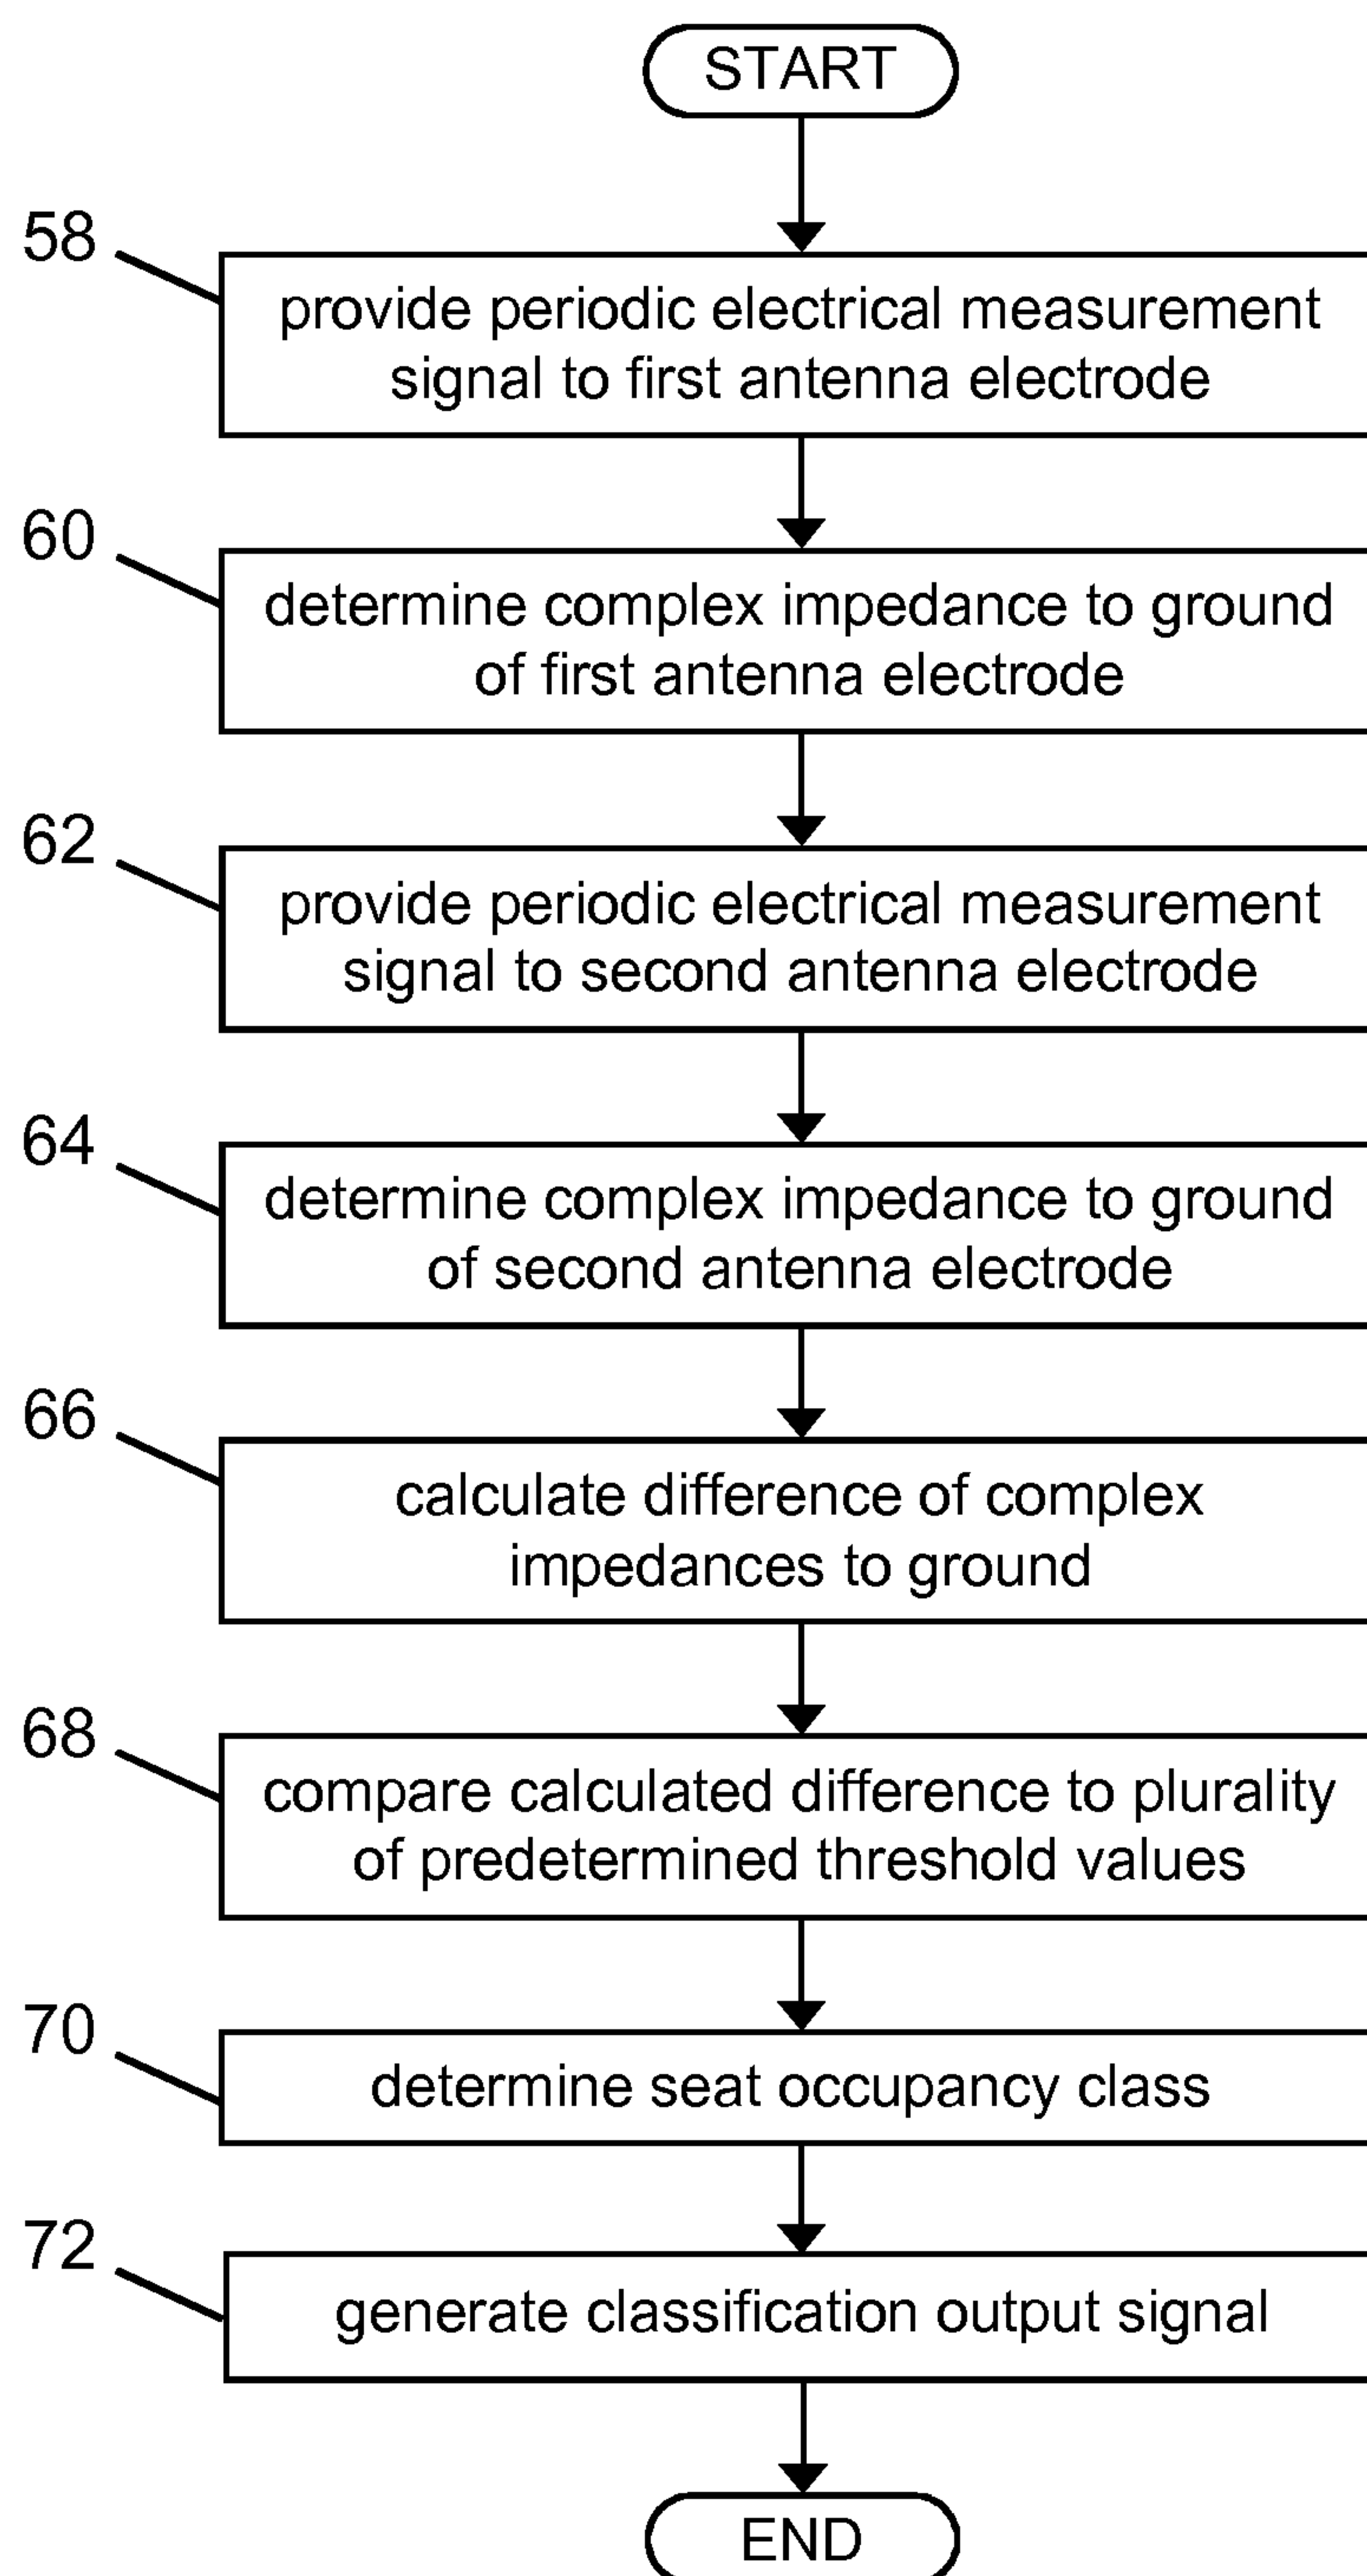 START
58
provide periodic electrical measurement
signal to first antenna electrode
60
determine complex impedance to ground
of first antenna electrode
62
provide periodic electrical measurement
signal to second antenna electrode
64
determine complex impedance to ground
of second antenna electrode
66
calculate difference of complex
impedances to ground
68
compare calculated difference to plurality
of predetermined threshold values
70
determine seat occupancy class
72
generate classification output signal
END